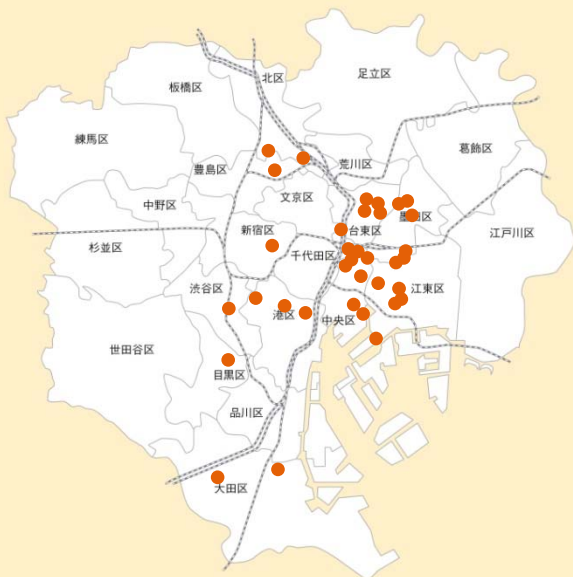 足立区
北区
板橋区
練馬区
葛飾区
荒川区
豊島区
文京区
中野区
墨田区
新宿区
台東区
江戸川区
杉並区
千代田区
渋谷区
江東区
港区
中央区
世田谷区
目黒区
品川区
大田区